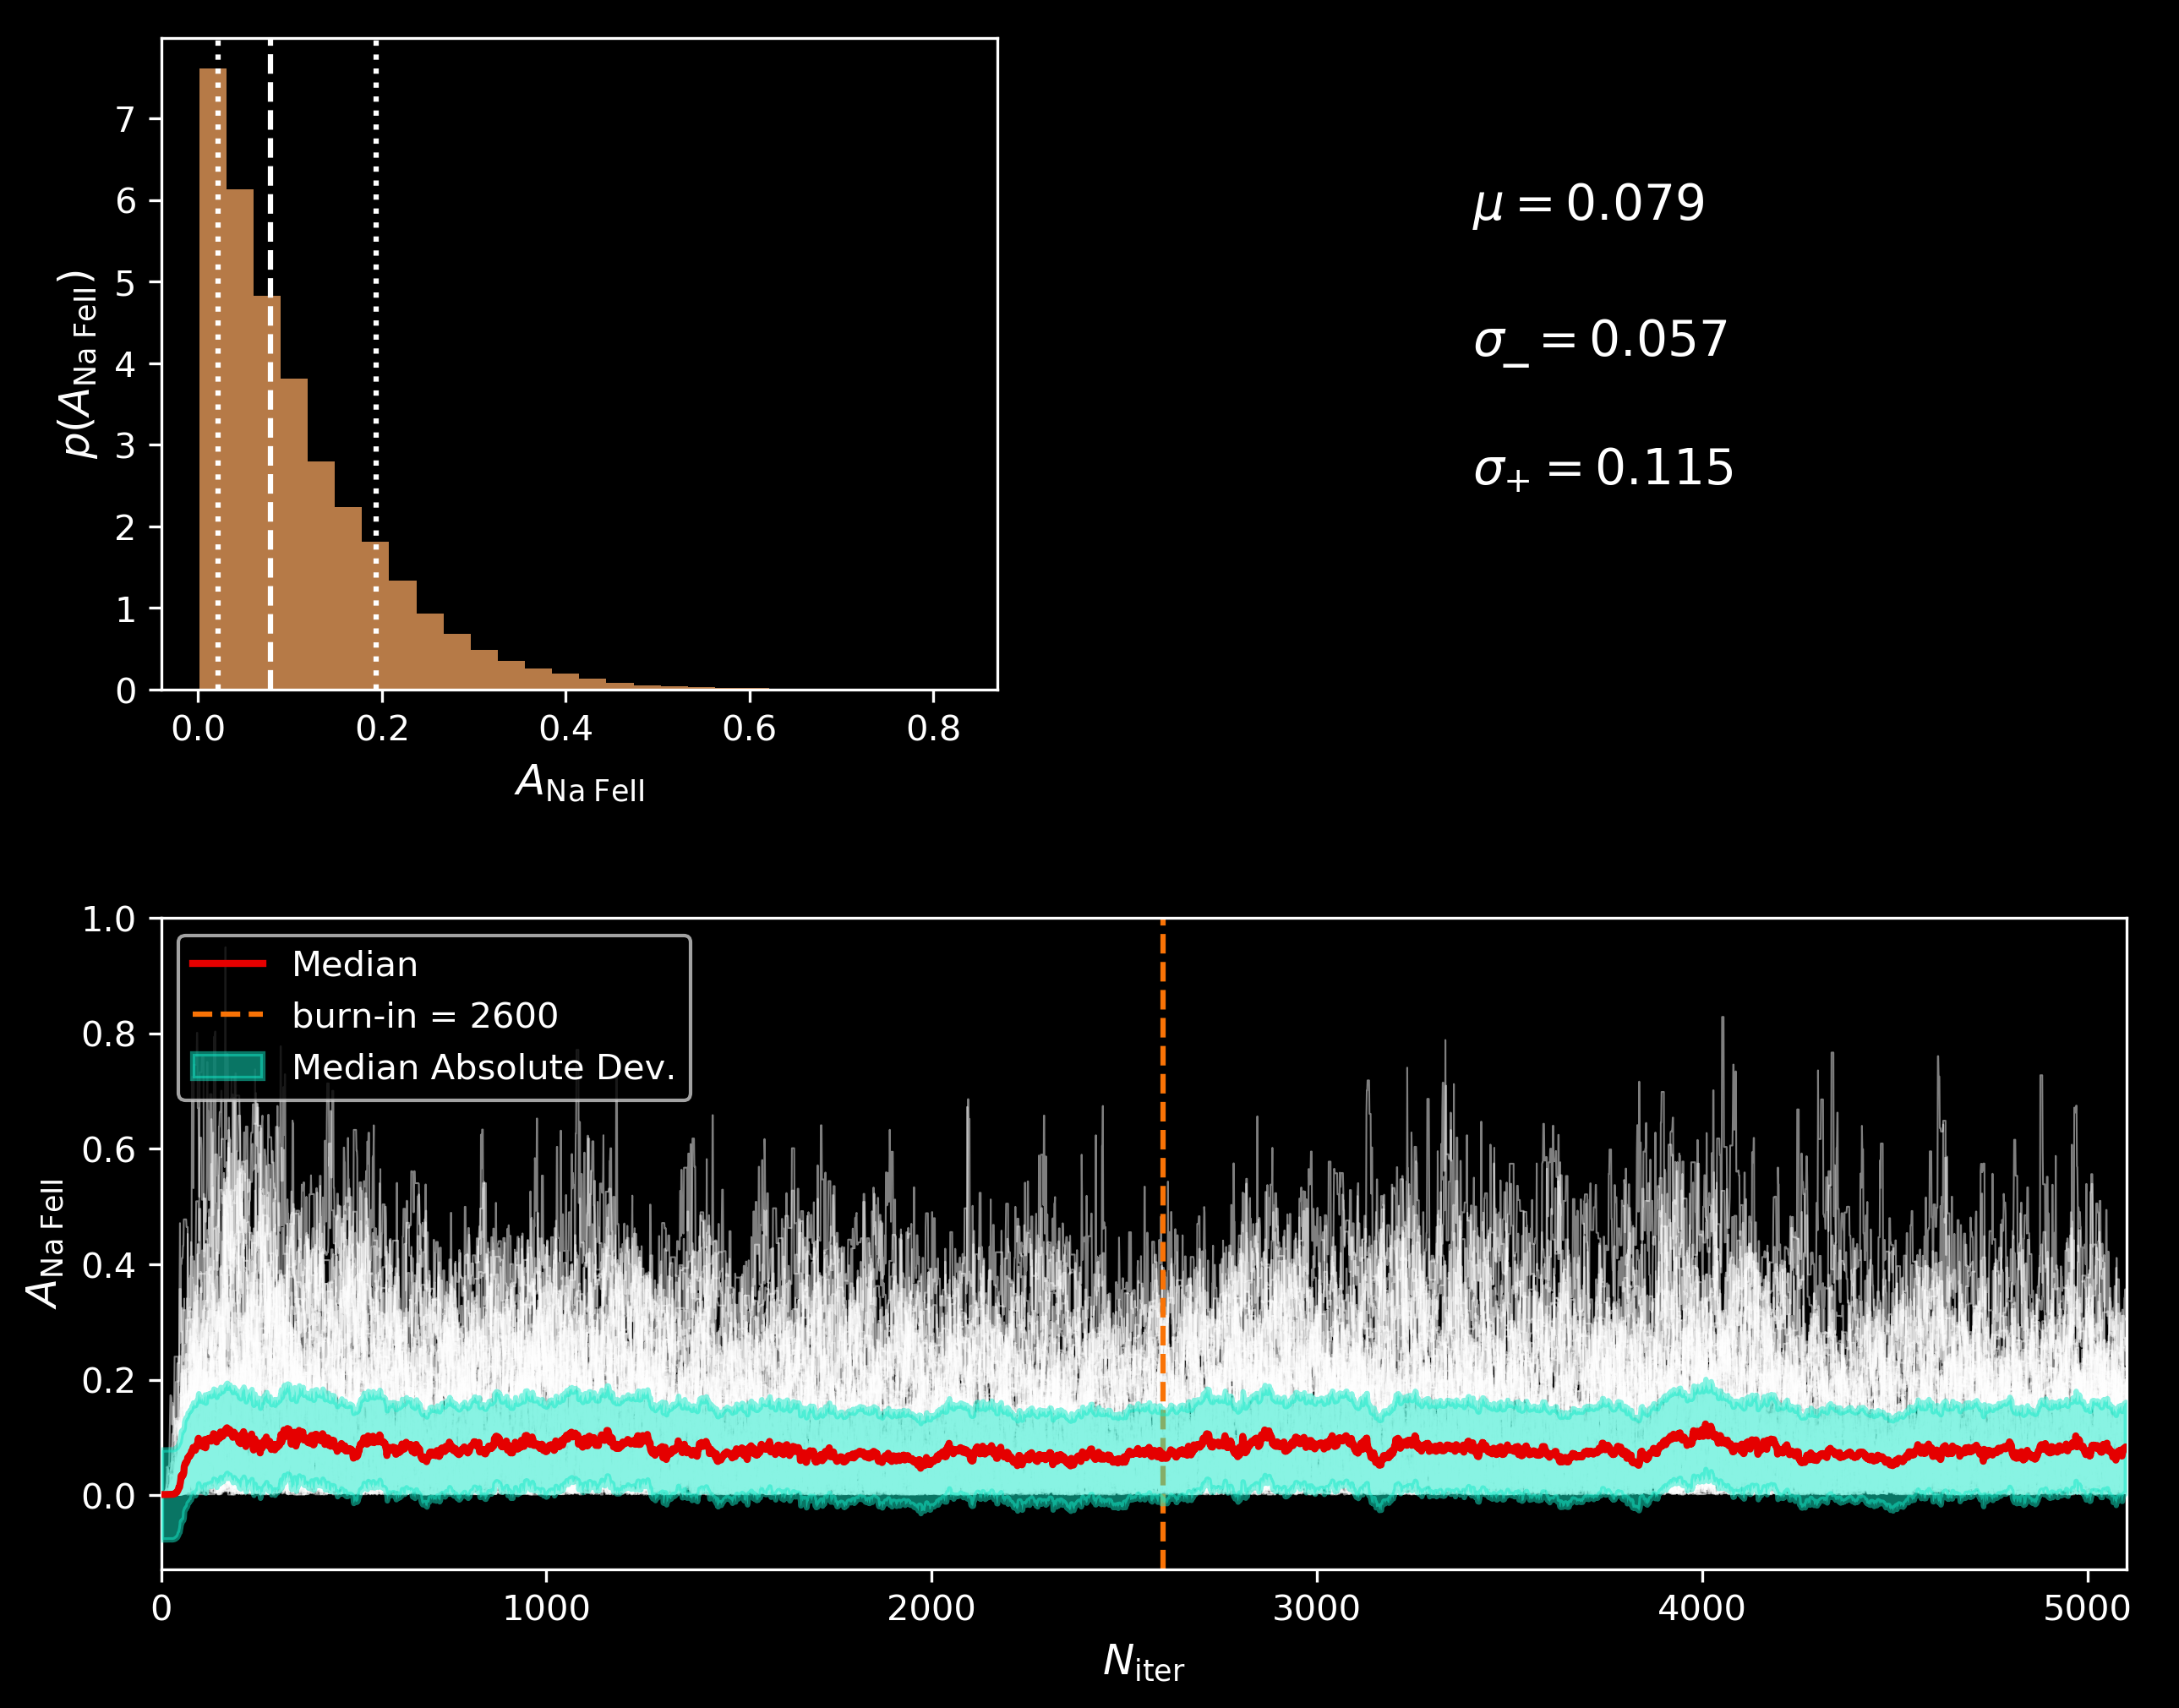 7
6
5
4
3
2
1
0
p(A_Na FeII)
0.0 0.2 0.4 0.6 0.8
A_Na FeII
μ = 0.079
σ_− = 0.057
σ_+ = 0.115
1.0
0.8
0.6
0.4
0.2
0.0
A_Na FeII
Median
burn-in = 2600
Median Absolute Dev.
0 1000 2000 3000 4000 5000
N_iter